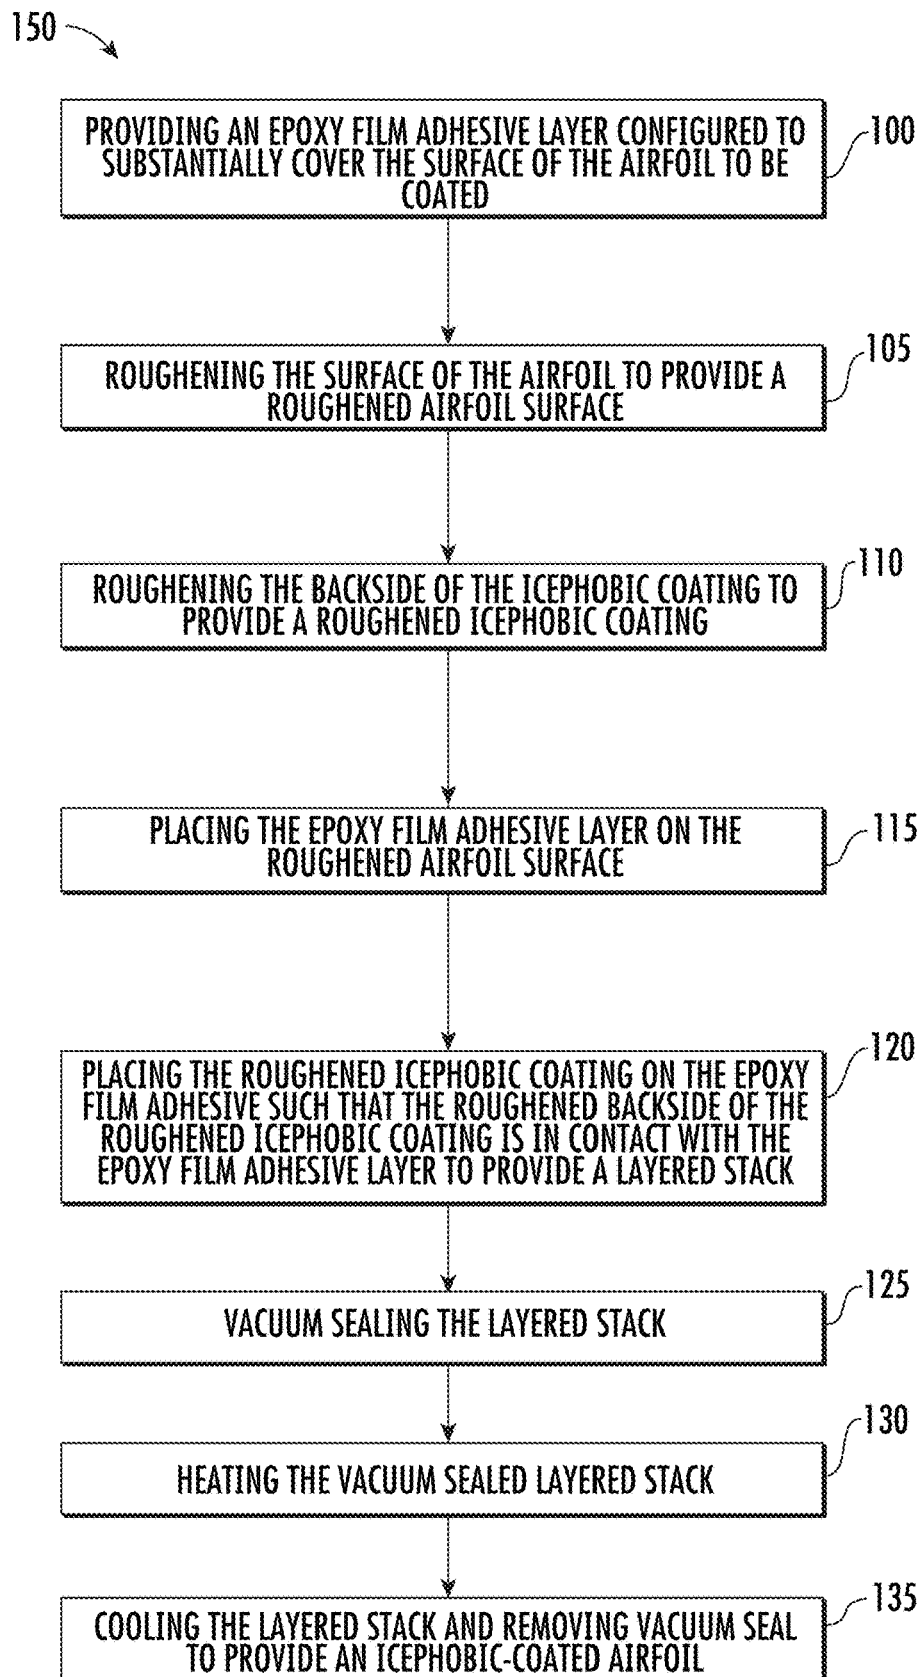 150
PROVIDING AN EPOXY FILM ADHESIVE LAYER CONFIGURED TO
SUBSTANTIALLY COVER THE SURFACE OF THE AIRFOIL TO BE
COATED
100
ROUGHENING THE SURFACE OF THE AIRFOIL TO PROVIDE A
ROUGHENED AIRFOIL SURFACE
105
ROUGHENING THE BACKSIDE OF THE ICEPHOBIC COATING TO
PROVIDE A ROUGHENED ICEPHOBIC COATING
110
PLACING THE EPOXY FILM ADHESIVE LAYER ON THE
ROUGHENED AIRFOIL SURFACE
115
PLACING THE ROUGHENED ICEPHOBIC COATING ON THE EPOXY
FILM ADHESIVE SUCH THAT THE ROUGHENED BACKSIDE OF THE
ROUGHENED ICEPHOBIC COATING IS IN CONTACT WITH THE
EPOXY FILM ADHESIVE LAYER TO PROVIDE A LAYERED STACK
120
VACUUM SEALING THE LAYERED STACK
125
HEATING THE VACUUM SEALED LAYERED STACK
130
COOLING THE LAYERED STACK AND REMOVING VACUUM SEAL
TO PROVIDE AN ICEPHOBIC-COATED AIRFOIL
135